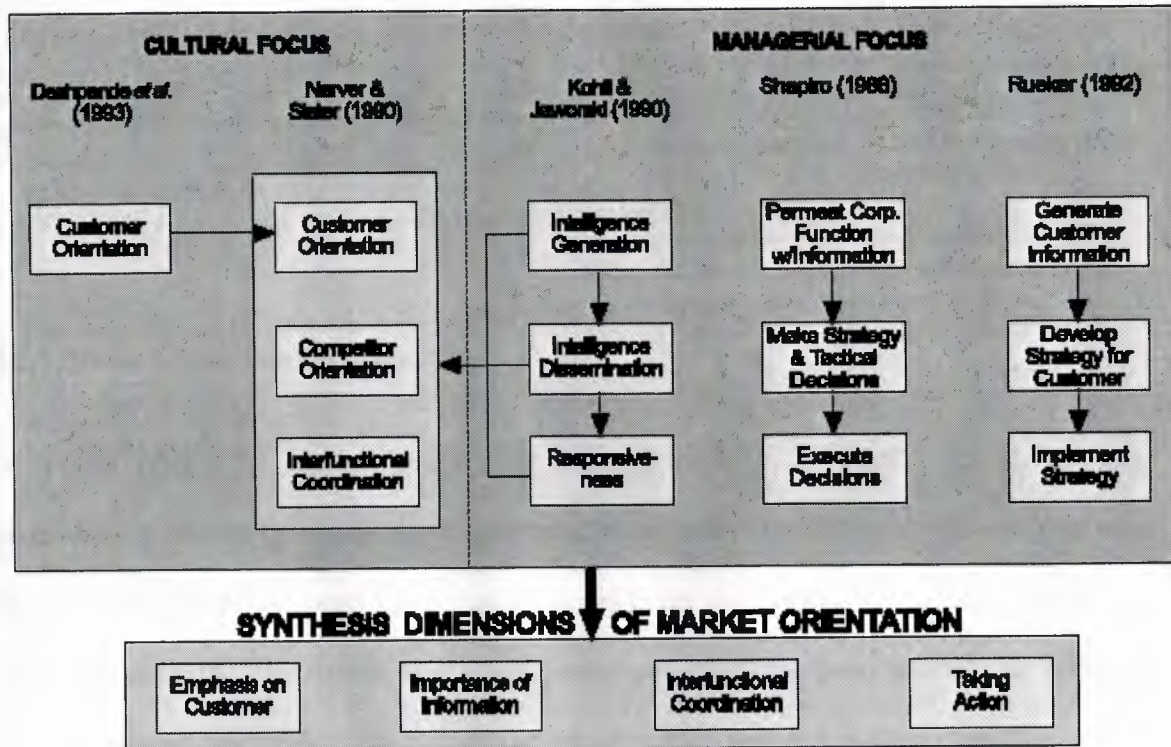 CULTURAL FOCUS
MANAGERIAL FOCUS
Deshpande et al.
(1993)
Narver &
Slater (1990)
Kohli &
Jaworski (1990)
Shapiro (1988)
Rueker (1992)
Customer
Orientation
Customer
Orientation
Competitor
Orientation
Interfunctional
Coordination
Intelligence
Generation
Intelligence
Dissemination
Responsive-
ness
Permeat Corp.
Function
w/Information
Make Strategy
& Tactical
Decisions
Execute
Decisions
Generate
Customer
Information
Develop
Strategy for
Customer
Implement
Strategy
SYNTHESIS DIMENSIONS OF MARKET ORIENTATION
Emphasis on
Customer
Importance of
Information
Interfunctional
Coordination
Taking
Action